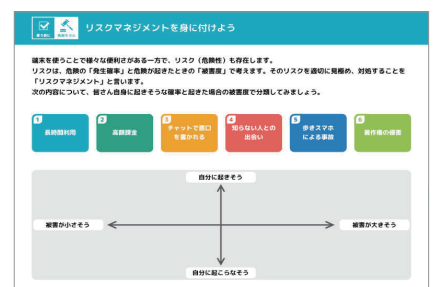 リスクマネジメントを身に付けよう
端末を使うことで様々な便利さがある一方で、リスク（危険性）も存在します。
リスクは、危険の「発生確率」と危険が起きたときの「被害度」で考えます。そのリスクを適切に見極め、対処することを
「リスクマネジメント」と言います。
次の内容について、皆さん自身に起きそうな確率と起きた場合の被害度で分類してみましょう。
1
長時間利用
2
高額課金
3
チャットで悪口
を書かれる
4
知らない人との
出会い
5
歩きスマホ
による事故
6
著作権の侵害
自分に起きそう
被害が小さそう
被害が大きそう
自分に起こらなそう